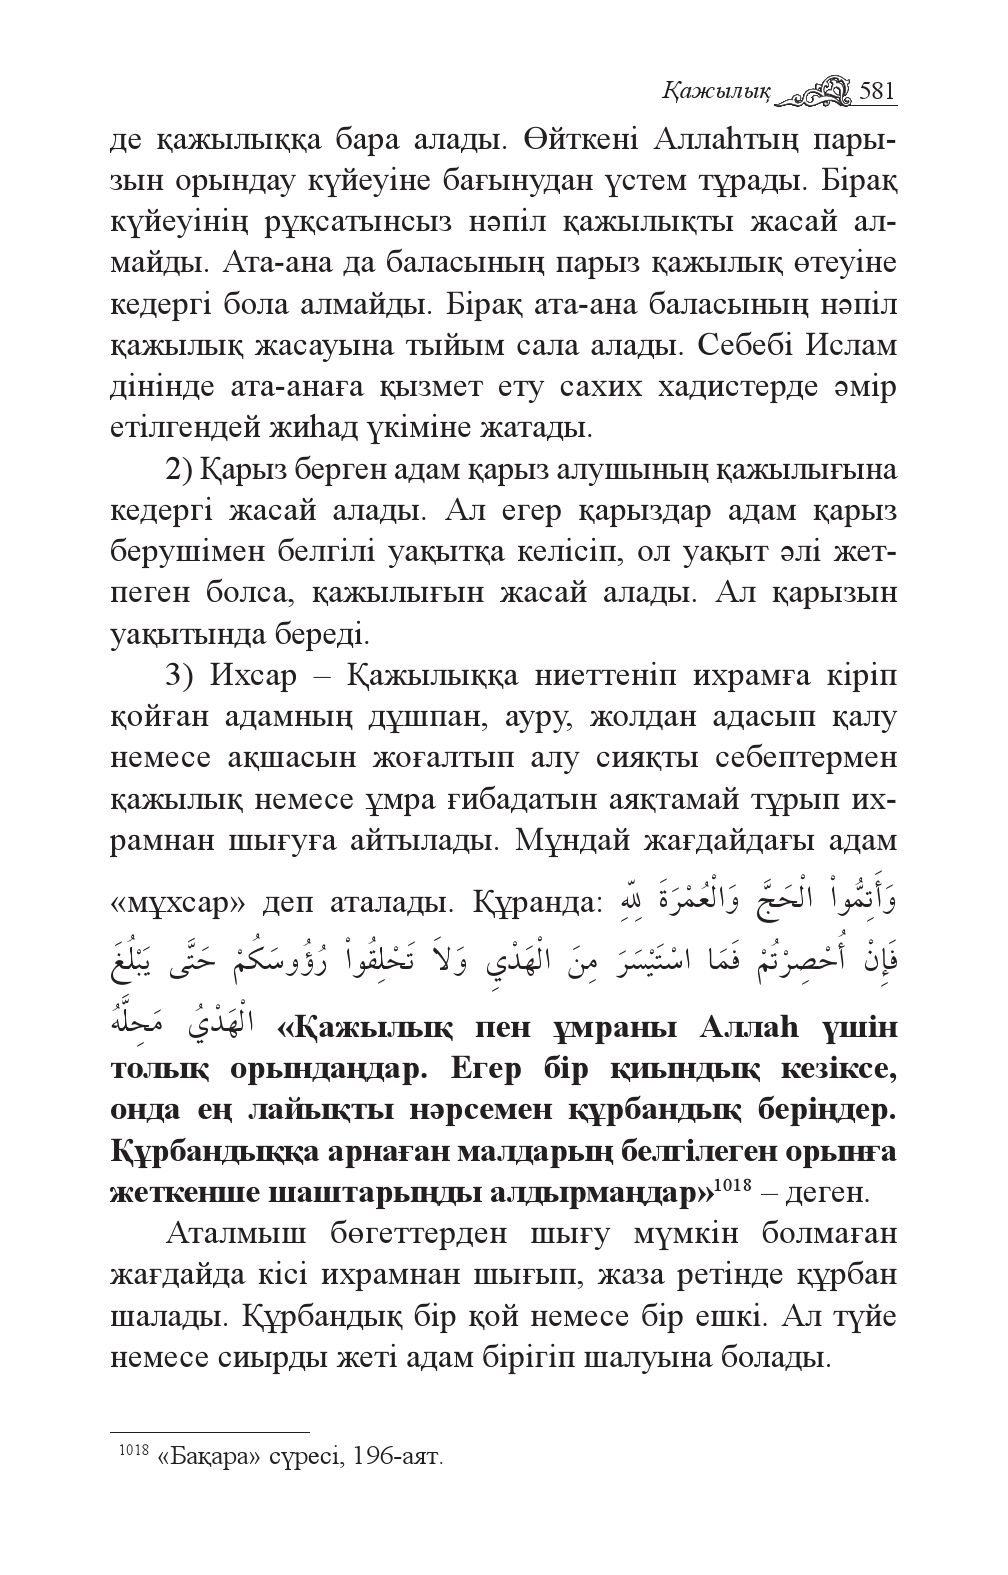 Қажылық 581
де қажылыққа бара алады. Өйткені Аллаһтың пары-
зын орындау күйеуіне бағынудан үстем тұрады. Бірақ
күйеуінің рұқсатынсыз нәпіл қажылықты жасай ал-
майды. Ата-ана да баласының парыз қажылық өтеуіне
кедергі бола алмайды. Бірақ ата-ана баласының нәпіл
қажылық жасауына тыйым сала алады. Себебі Ислам
дінінде ата-анаға қызмет ету сахих хадистерде әмір
етілгендей жиһад үкіміне жатады.
2) Қарыз берген адам қарыз алушының қажылығына
кедергі жасай алады. Ал егер қарыздар адам қарыз
берушімен белгілі уақытқа келісіп, ол уақыт әлі жет-
пеген болса, қажылығын жасай алады. Ал қарызын
уақытында береді.
3) Ихсар – Қажылыққа ниеттеніп ихрамға кіріп
қойған адамның дұшпан, ауру, жолдан адасып қалу
немесе ақшасын жоғалтып алу сияқты себептермен
қажылық немесе ұмра ғибадатын аяқтамай тұрып их-
рамнан шығуға айтылады. Мұндай жағдайдағы адам
«мұхсар» деп аталады. Құранда: وَأَتِمُّواْ الْحَجَّ وَالْعُمْرَةَ لِلّهِ
فَإِنْ أُحْصِرْتُمْ فَمَا اسْتَيْسَرَ مِنَ الْهَدْيِ وَلاَ تَحْلِقُواْ رُؤُوسَكُمْ حَتَّى يَبْلُغَ
الْهَدْيُ مَحِلَّهُ «Қажылық пен ұмраны Аллаһ үшін
толық орындаңдар. Егер бір қиындық кезіксе,
онда ең лайықты нәрсемен құрбандық беріңдер.
Құрбандыққа арнаған малдарың белгілеген орынға
жеткенше шаштарыңды алдырмаңдар»1018 – деген.
Аталмыш бөгеттерден шығу мүмкін болмаған
жағдайда кісі ихрамнан шығып, жаза ретінде құрбан
шалады. Құрбандық бір қой немесе бір ешкі. Ал түйе
немесе сиырды жеті адам бірігіп шалуына болады.
1018 «Бақара» сүресі, 196-аят.